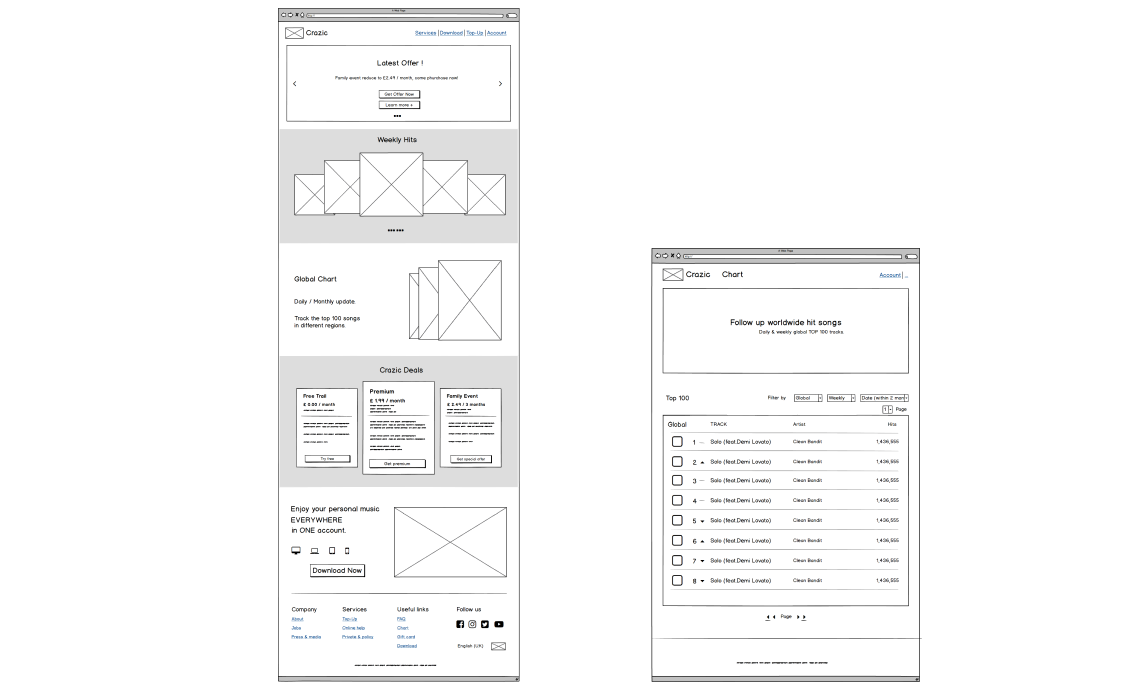 A Web Page
http://
Crazic
Services | Download | Top-Up | Account
Latest Offer !
Family event reduce to £2.49 / month, come phurchase now!
Get Offer Now
Learn more +
Weekly Hits
Global Chart
Daily / Monthly update
Track the top 100 songs
in different regions.
Crazic Deals
Free Trail
£ 0.00 / month
Try free
Premium
£ 1.99 / month
Get premium
Family Event
£ 2.49 / 3 months
Get special offer
Enjoy your personal music
EVERYWHERE
in ONE account.
Download Now
Company
About
Jobs
Press & media
Services
Top-Up
Online help
Private & policy
Useful links
FAQ
Chart
Gift card
Download
Follow us
English (UK)
A Web Page
http://
Crazic Chart
Account | ...
Follow up worldwide hit songs
Daily & weekly global TOP 100 tracks
Top 100 Filter by Global Weekly Date (within 2 mon
1 Page
Global TRACK Artist Hits
1 — Solo (feat.Demi Lovato) Clean Bandit 1,436,555
2 Solo (feat.Demi Lovato) Clean Bandit 1,436,555
3 — Solo (feat.Demi Lovato) Clean Bandit 1,436,555
4 — Solo (feat.Demi Lovato) Clean Bandit 1,436,555
5 Solo (feat.Demi Lovato) Clean Bandit 1,436,555
6 Solo (feat.Demi Lovato) Clean Bandit 1,436,555
7 Solo (feat.Demi Lovato) Clean Bandit 1,436,555
8 Solo (feat.Demi Lovato) Clean Bandit 1,436,555
Page